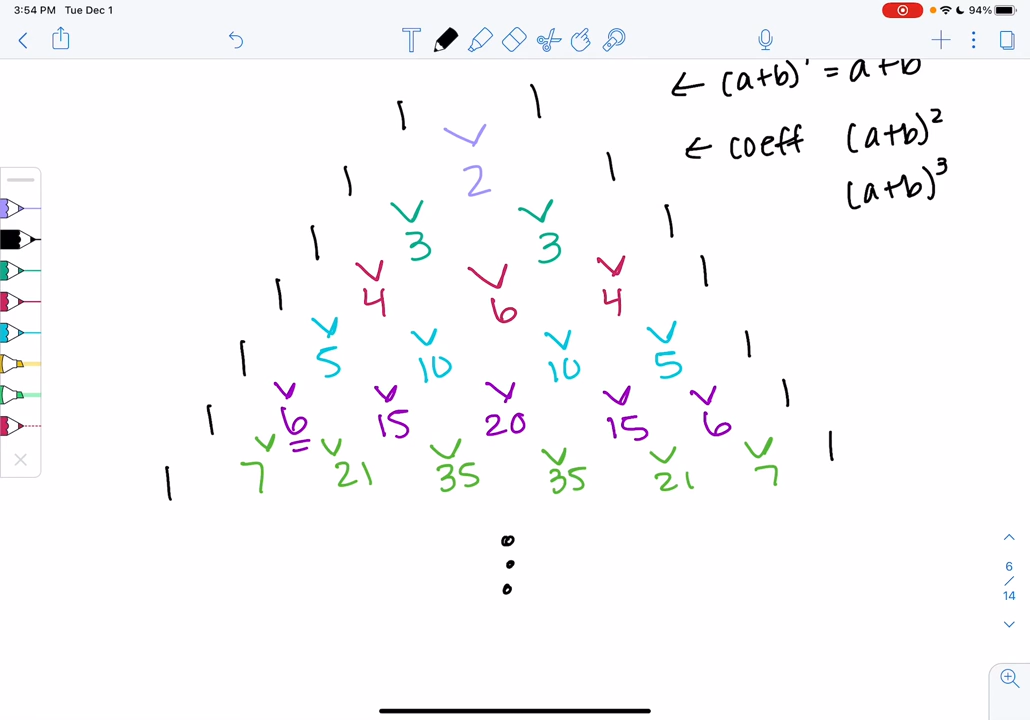 3:54 PM Tue Dec 1
94%
T
← (a+b)¹ = a+b
1 1
← coeff (a+b)²
1 2 1
(a+b)³
1 3 3 1
1 4 6 4 1
1 5 10 10 5 1
1 6 15 20 15 6 1
1 7 21 35 35 21 7 1
6
/
14